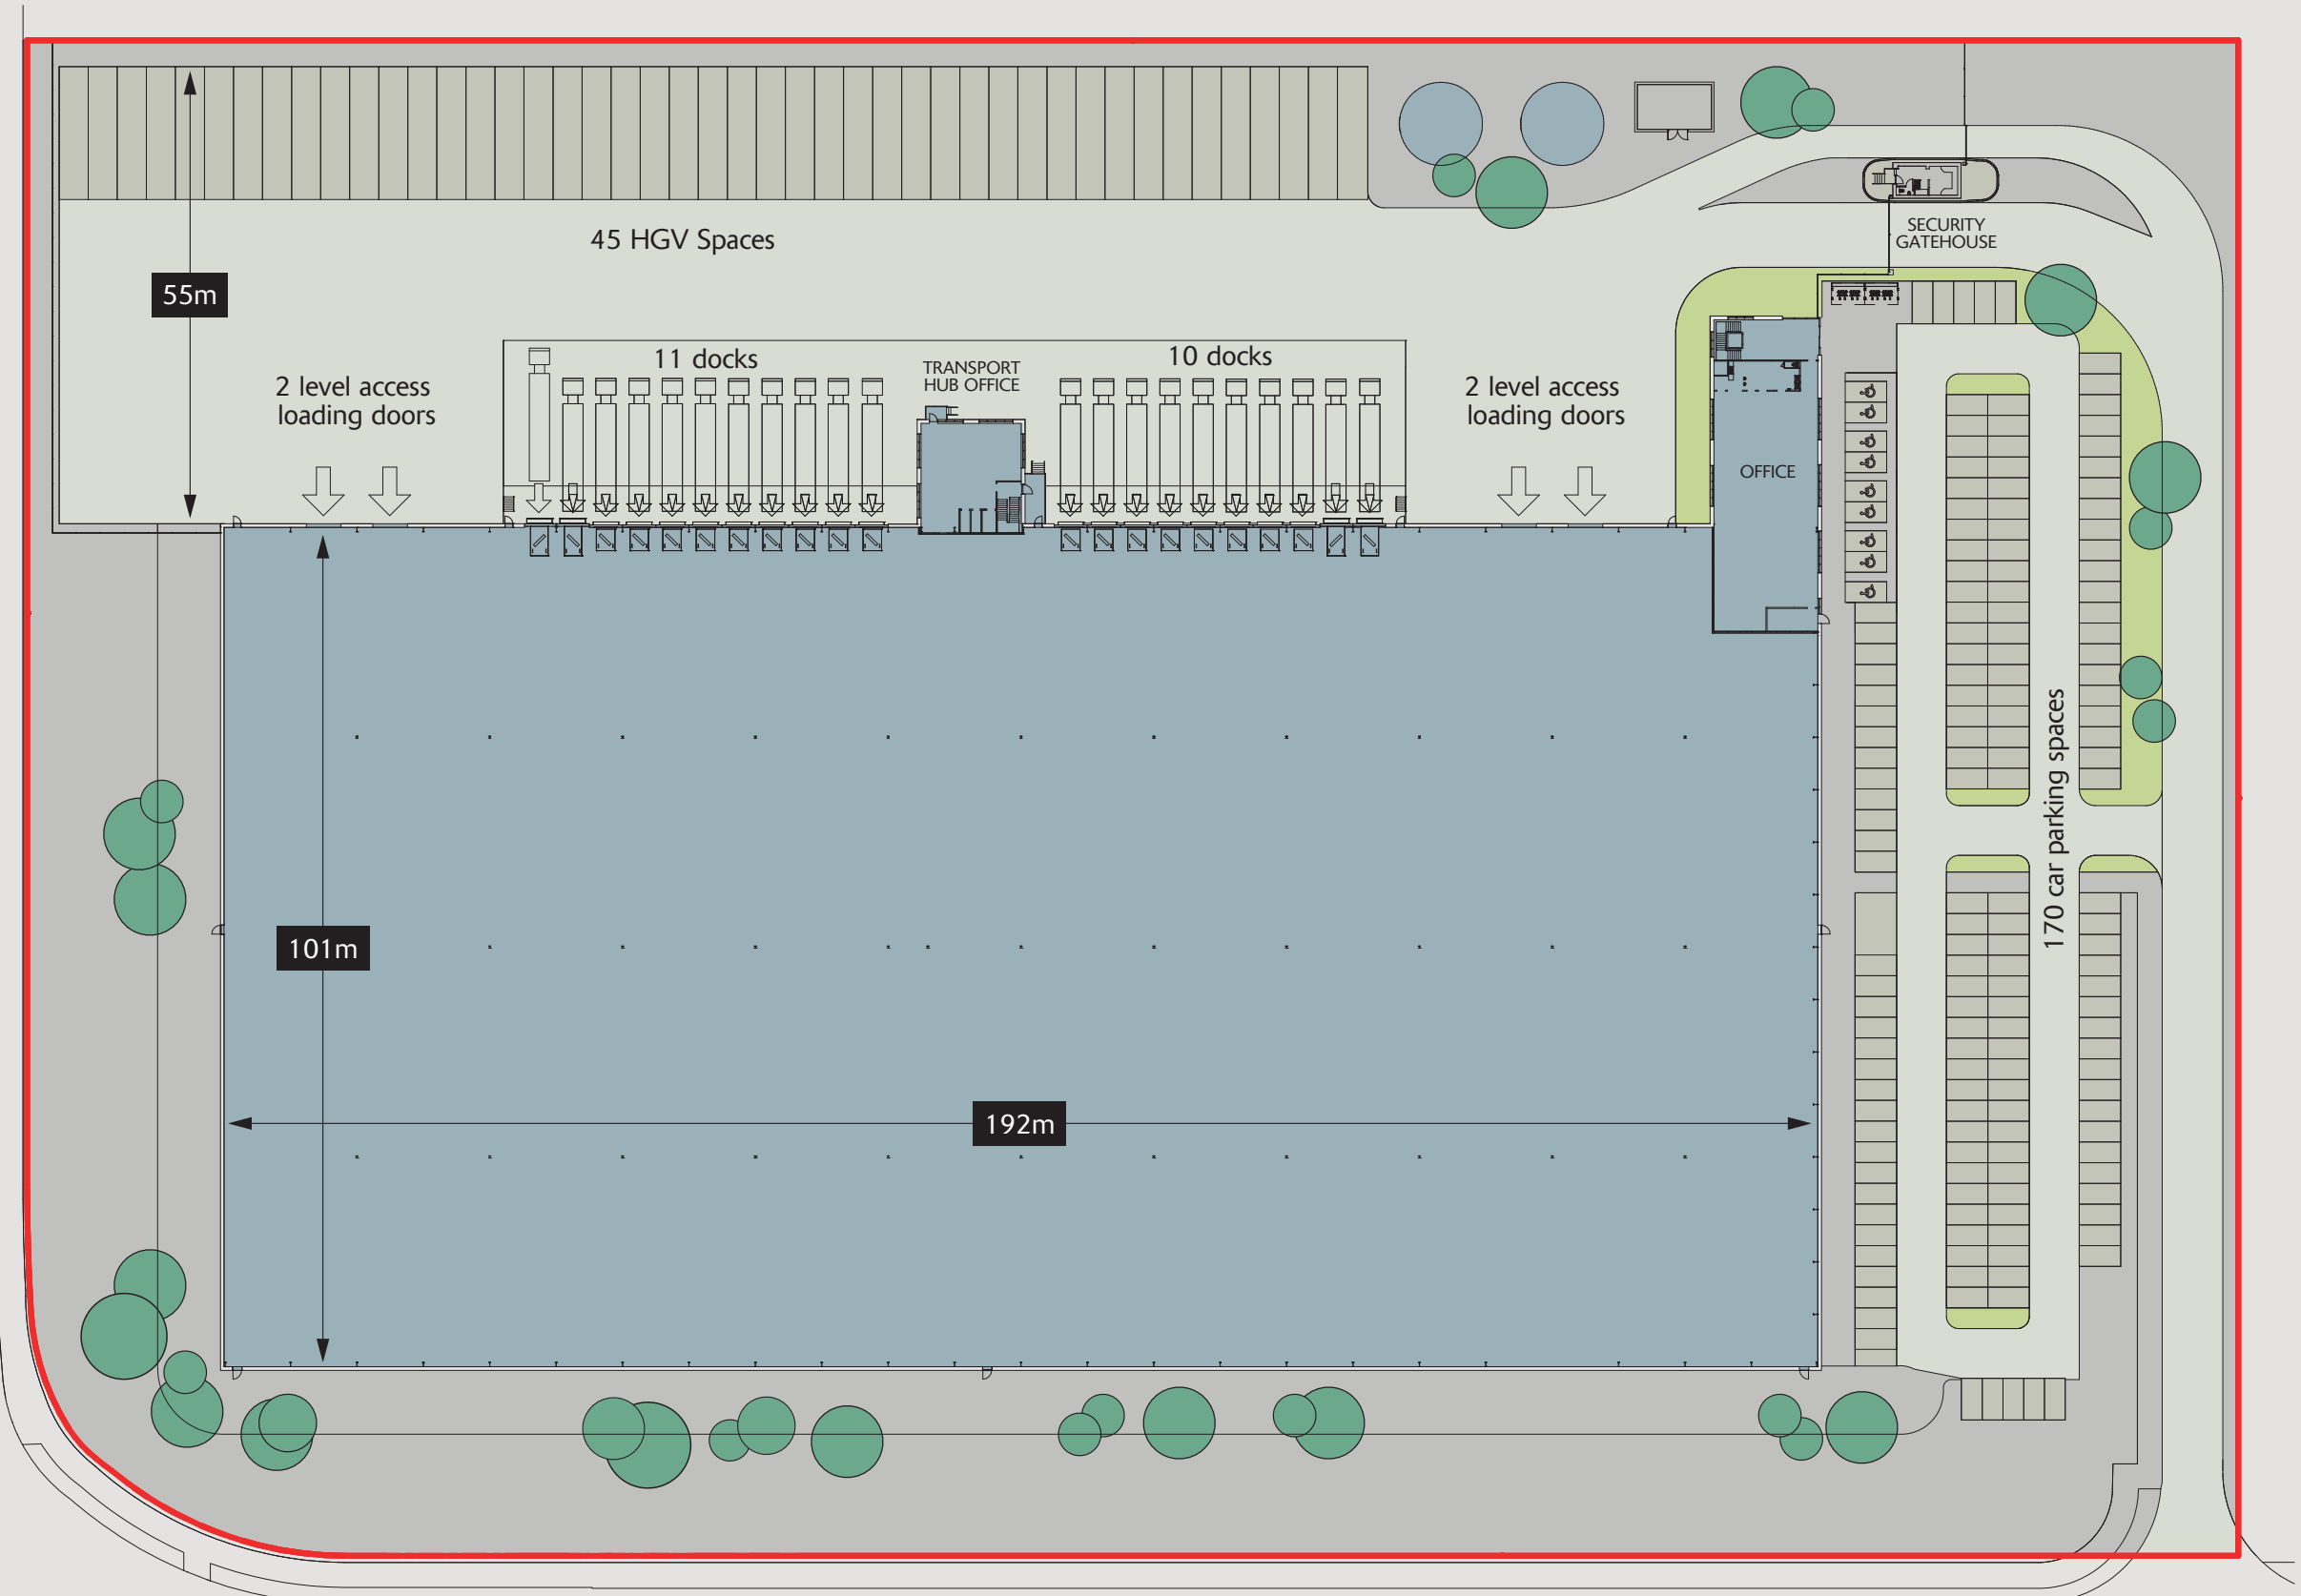 SECURITY
GATEHOUSE
45 HGV Spaces
55m
11 docks
10 docks
TRANSPORT
HUB OFFICE
2 level access
loading doors
2 level access
loading doors
OFFICE
170 car parking spaces
101m
192m